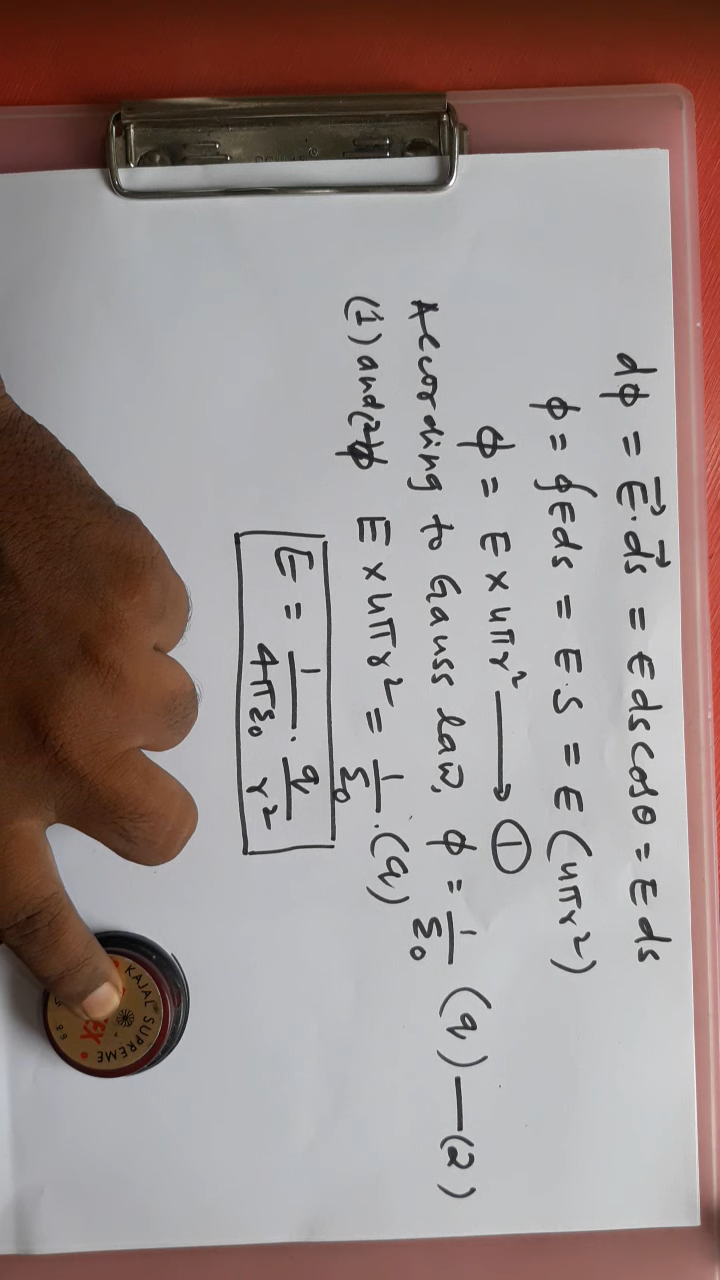 dϕ = E⃗.ds⃗ = E ds cosθ = E ds
ϕ = ∮Eds = E.S = E (4πr²)
ϕ = E × 4πr² ⟶ ①
According to Gauss law, ϕ = 1/ε₀ (q) — (2)
(1) and (2) E × 4πr² = 1/ε₀ . (q)
E = 1/4πε₀ . q/r²
KAJAL SUPREME